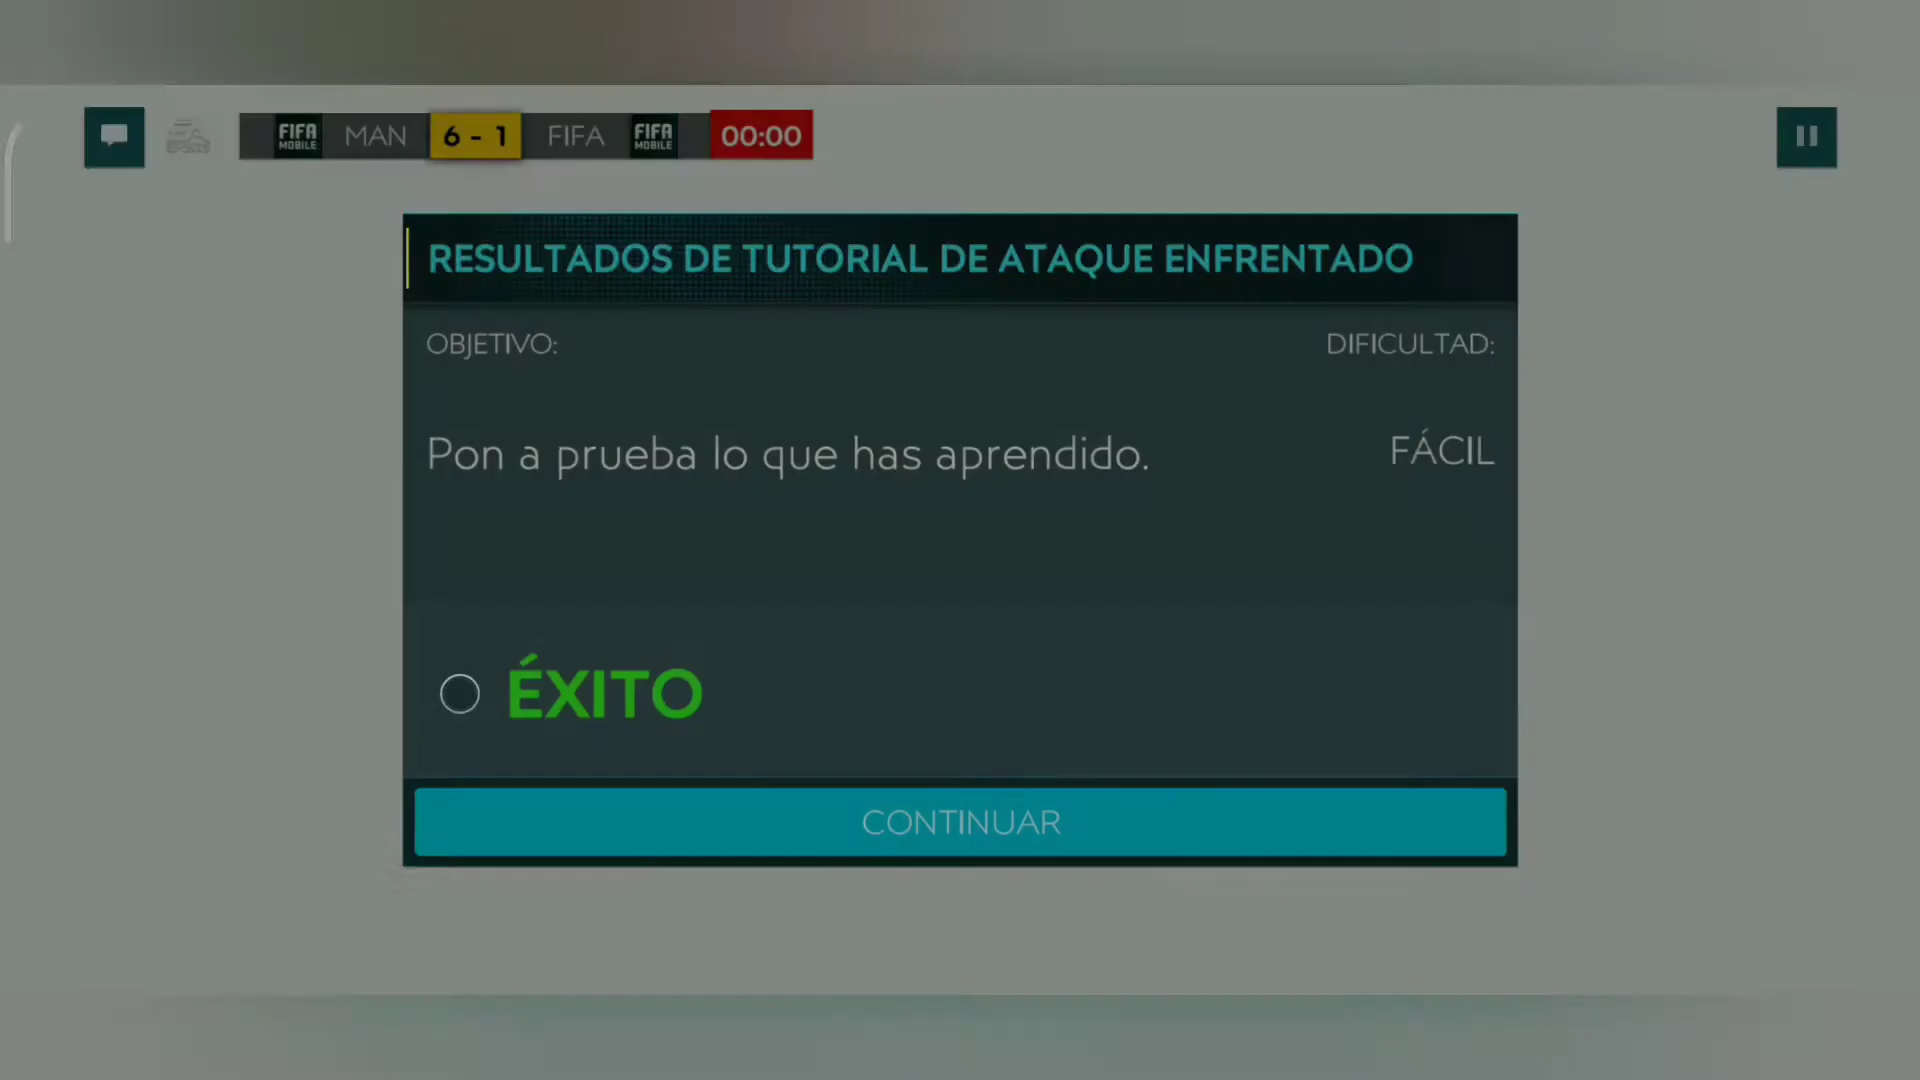 FIFA MOBILE MAN 6 - 1 FIFA FIFA MOBILE 00:00
RESULTADOS DE TUTORIAL DE ATAQUE ENFRENTADO
OBJETIVO: DIFICULTAD:
Pon a prueba lo que has aprendido. FÁCIL
ÉXITO
CONTINUAR